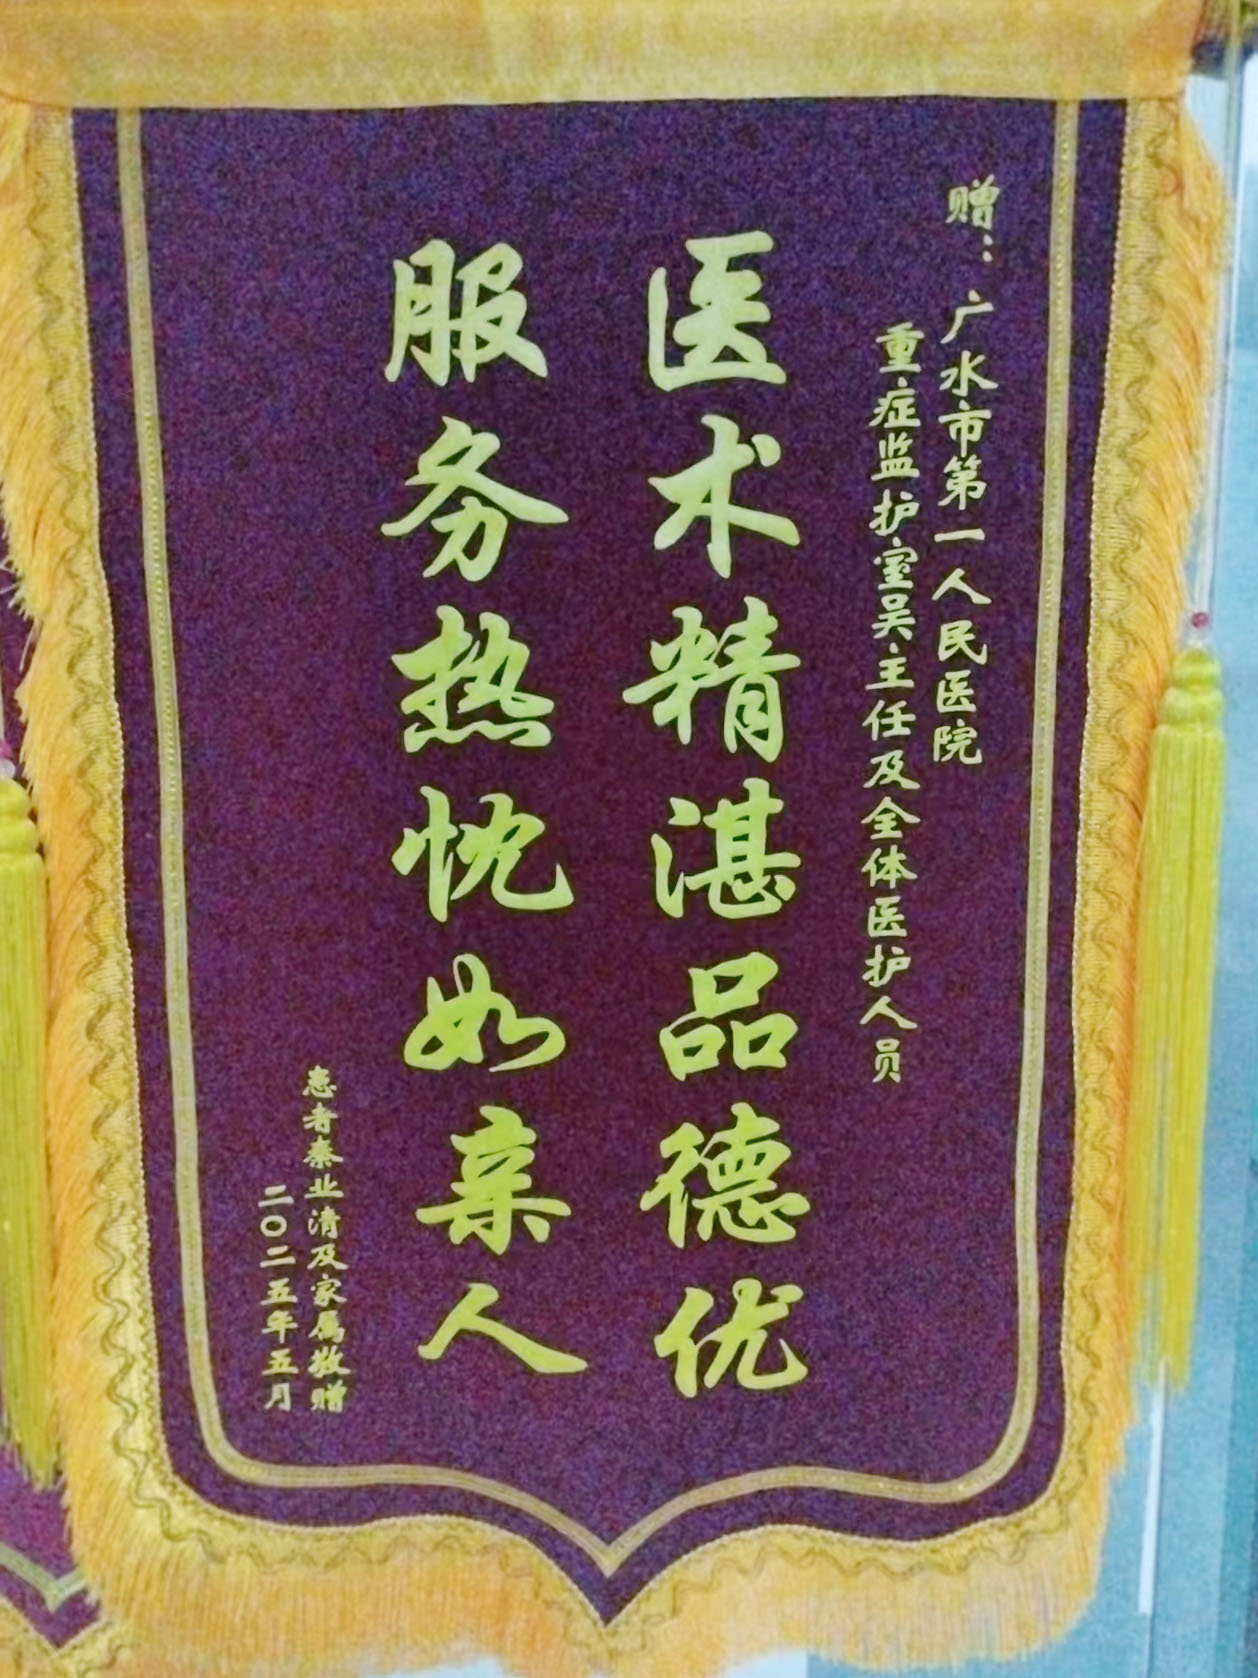 赠：广水市第一人民医院
重症监护室吴主任及全体医护人员
医术精湛品德优
服务热忱如亲人
患者秦业清及家属敬赠
二〇二五年五月